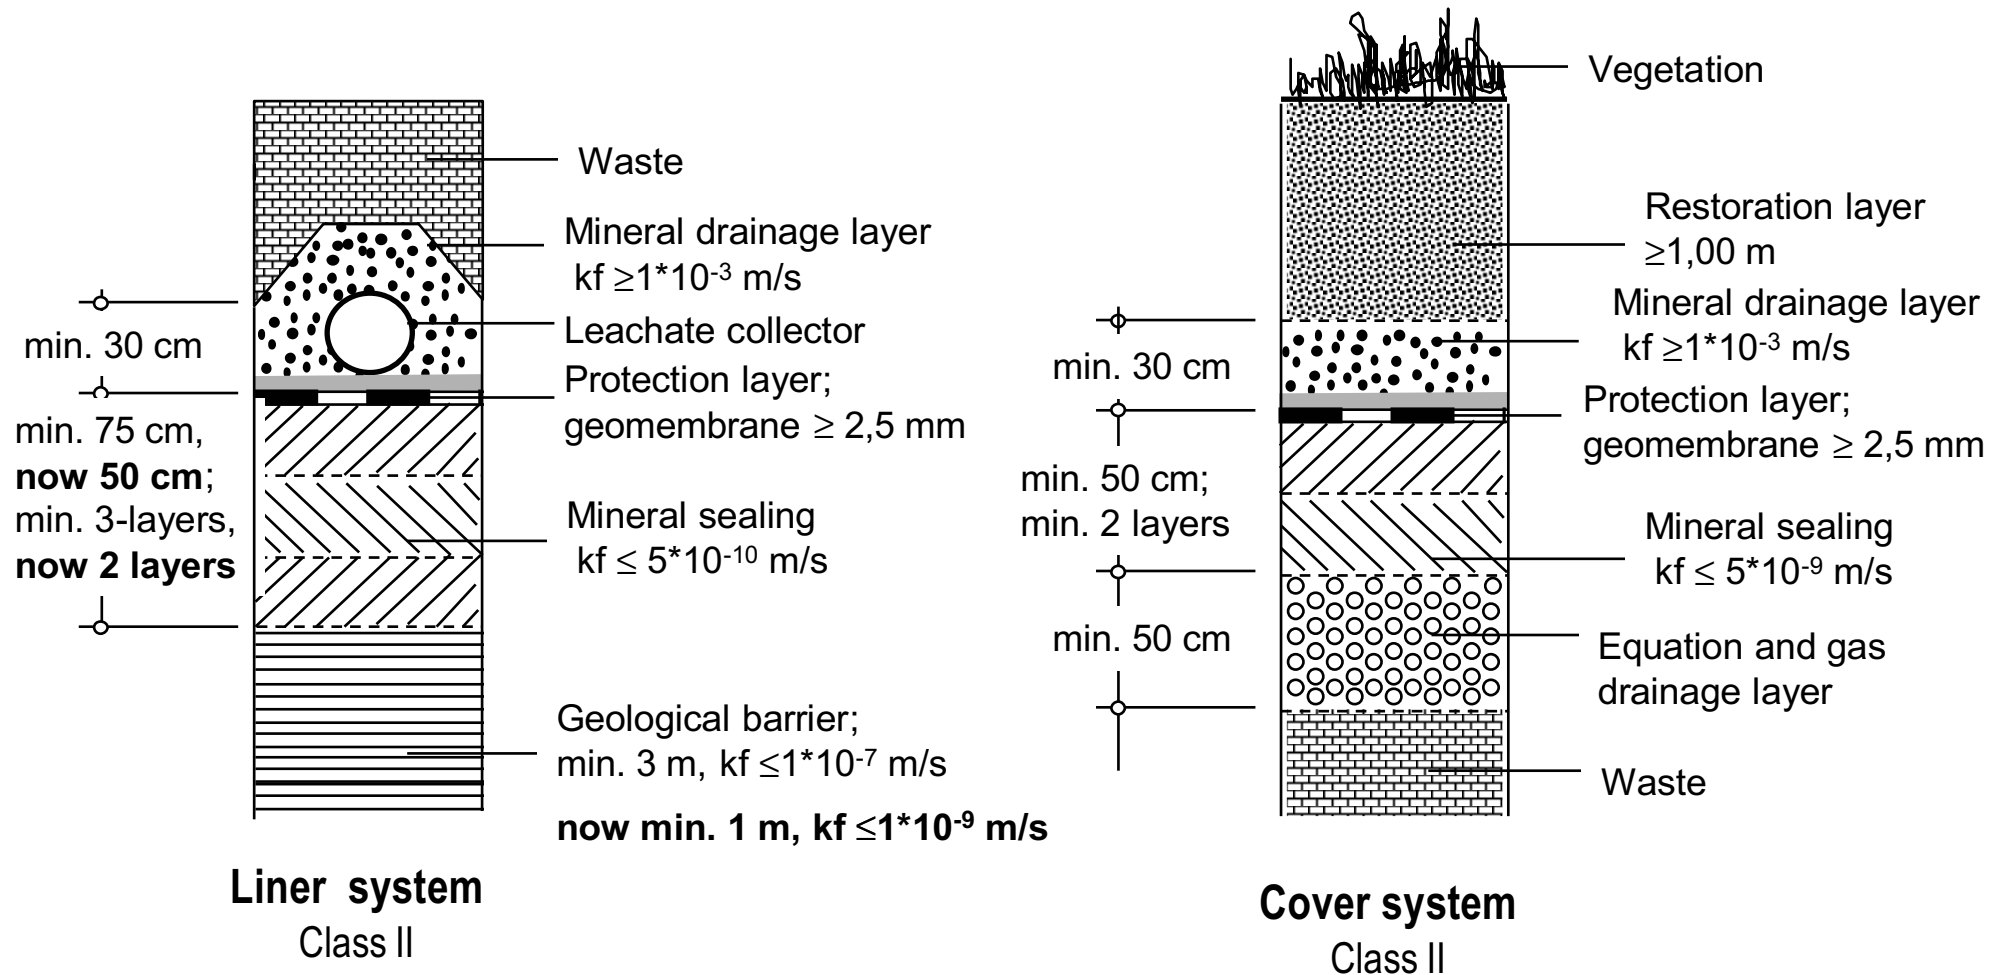 Waste
Mineral drainage layer
kf ≥1*10⁻³ m/s
Leachate collector
min. 30 cm
Protection layer;
geomembrane ≥ 2,5 mm
min. 75 cm,
now 50 cm;
min. 3-layers,
now 2 layers
Mineral sealing
kf ≤ 5*10⁻¹⁰ m/s
Geological barrier;
min. 3 m, kf ≤1*10⁻⁷ m/s
now min. 1 m, kf ≤1*10⁻⁹ m/s
Liner system
Class II
Vegetation
Restoration layer
≥1,00 m
Mineral drainage layer
kf ≥1*10⁻³ m/s
min. 30 cm
Protection layer;
geomembrane ≥ 2,5 mm
min. 50 cm;
min. 2 layers
Mineral sealing
kf ≤ 5*10⁻⁹ m/s
min. 50 cm
Equation and gas
drainage layer
Waste
Cover system
Class II